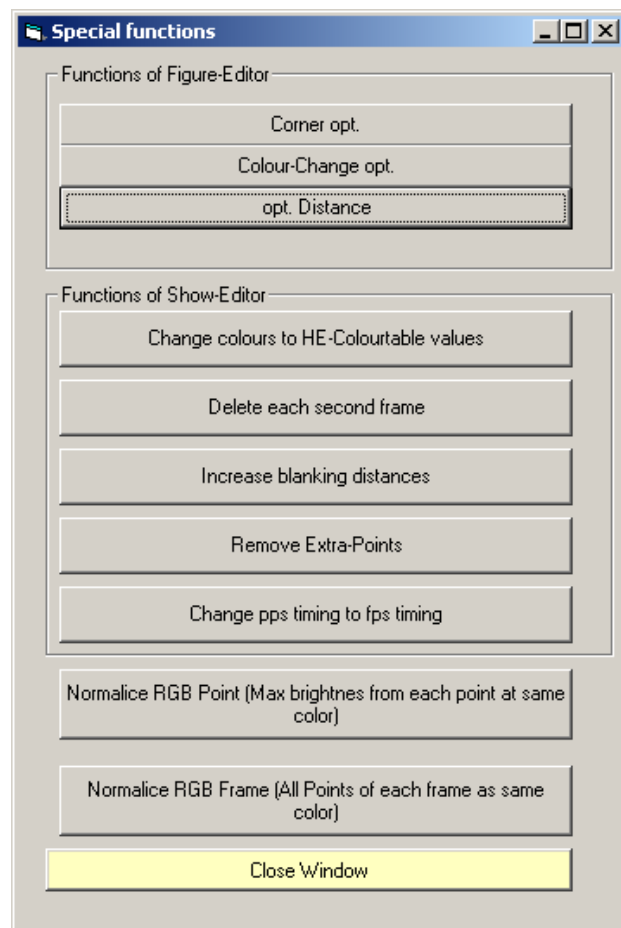 Special functions
Functions of Figure-Editor
Corner opt.
Colour-Change opt.
opt. Distance
Functions of Show-Editor
Change colours to HE-Colourtable values
Delete each second frame
Increase blanking distances
Remove Extra-Points
Change pps timing to fps timing
Normalice RGB Point (Max brightnes from each point at same
color)
Normalice RGB Frame (All Points of each frame as same
color)
Close Window